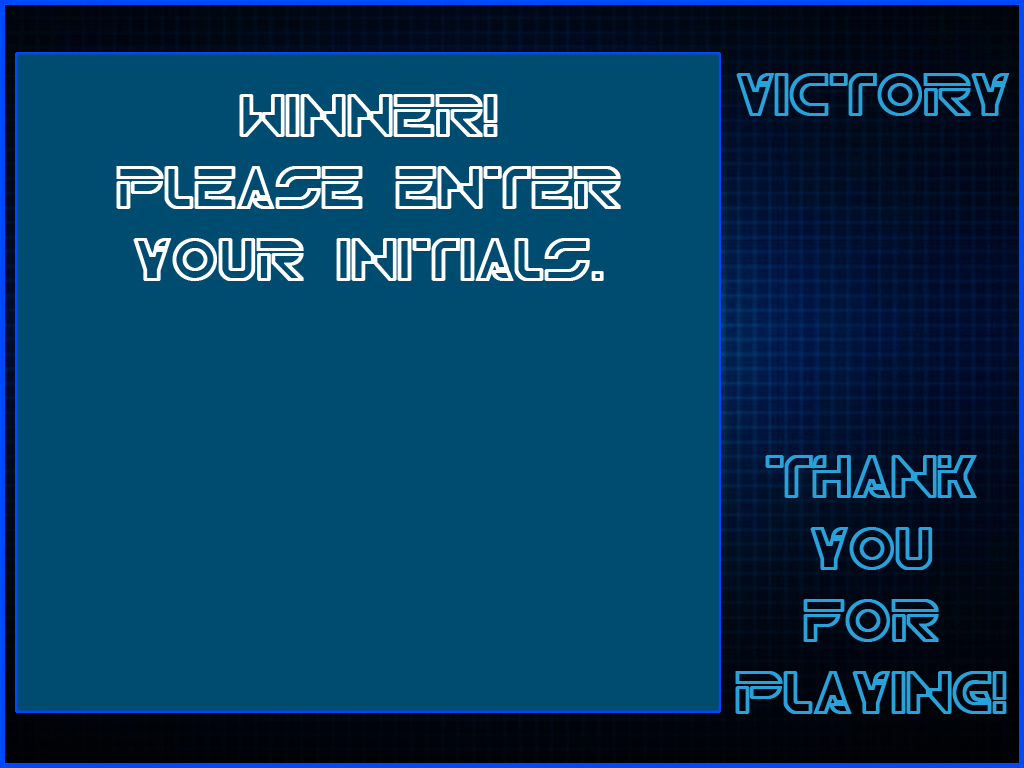 WINNER!
PLEASE ENTER
YOUR INITIALS.
VICTORY
THANK
YOU
FOR
PLAYING!